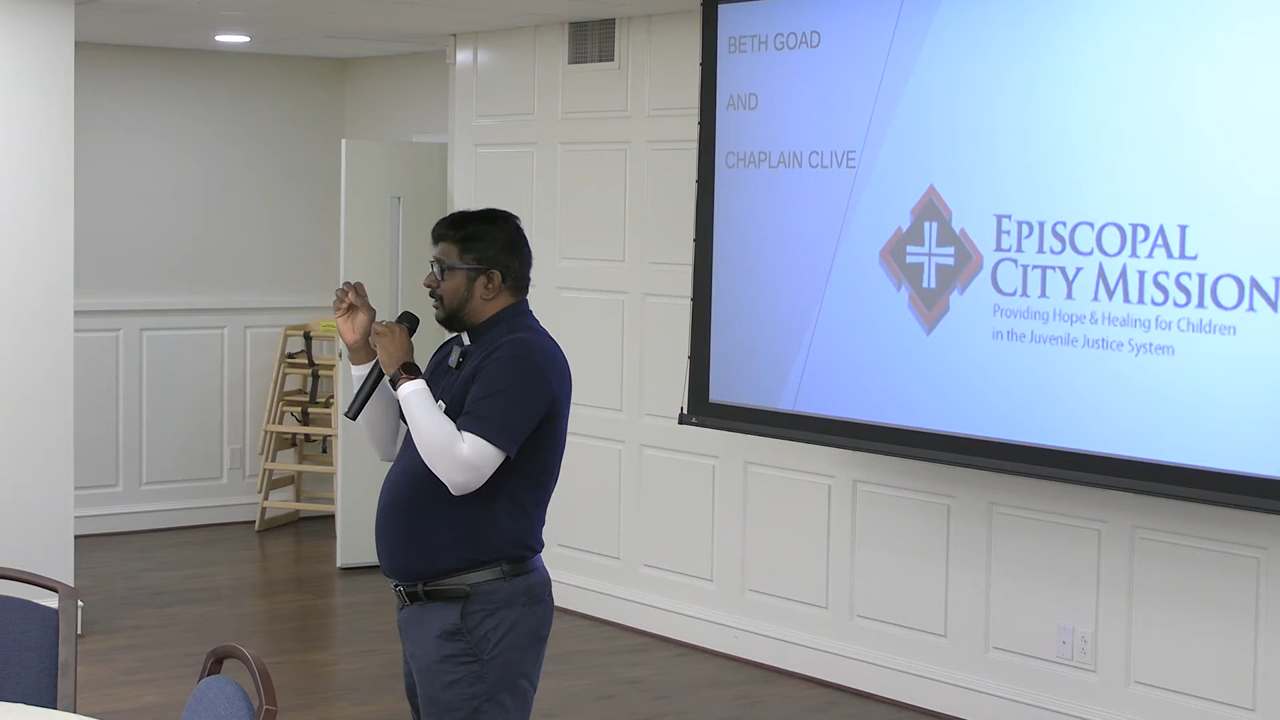 BETH GOAD
AND
CHAPLAIN CLIVE
EPISCOPAL
CITY MISSION
Providing Hope & Healing for Children
in the Juvenile Justice System